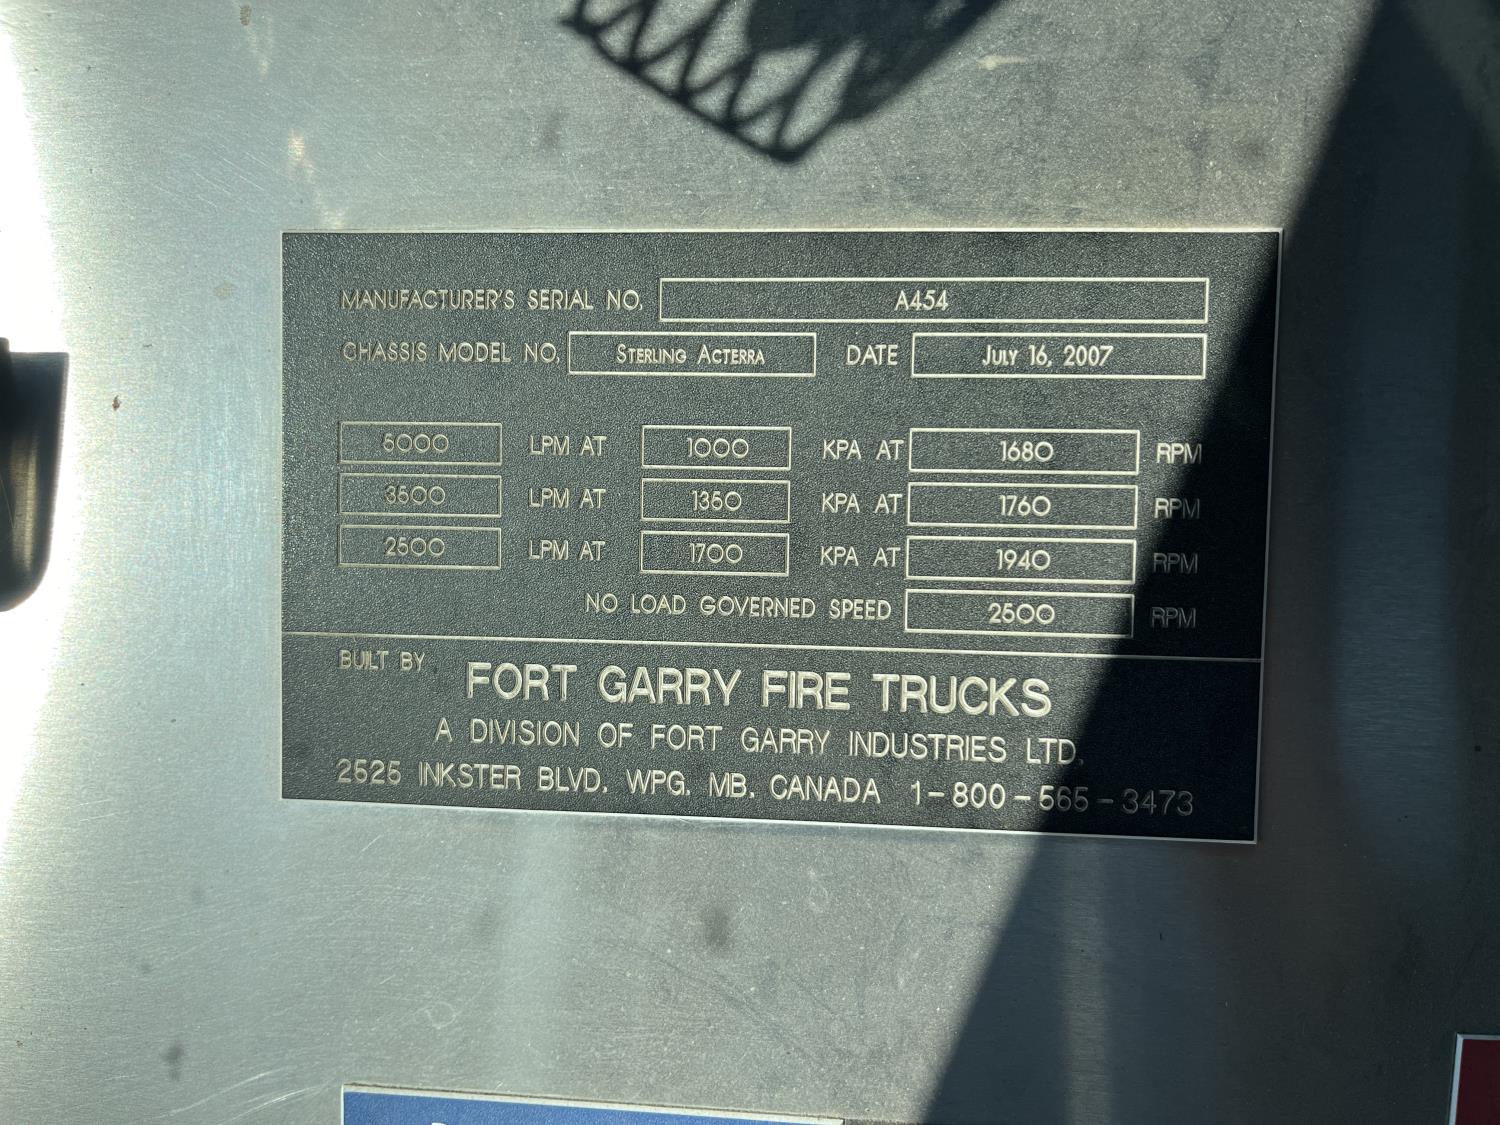 MANUFACTURER'S SERIAL NO. A454
CHASSIS MODEL NO. STERLING ACTERRA DATE JULY 16, 2007
5000 LPM AT 1000 KPA AT 1680 RPM
3500 LPM AT 1350 KPA AT 1760 RPM
2500 LPM AT 1700 KPA AT 1940 RPM
NO LOAD GOVERNED SPEED 2500 RPM
BUILT BY FORT GARRY FIRE TRUCKS
A DIVISION OF FORT GARRY INDUSTRIES LTD.
2525 INKSTER BLVD. WPG. MB. CANADA 1-800-565-3473